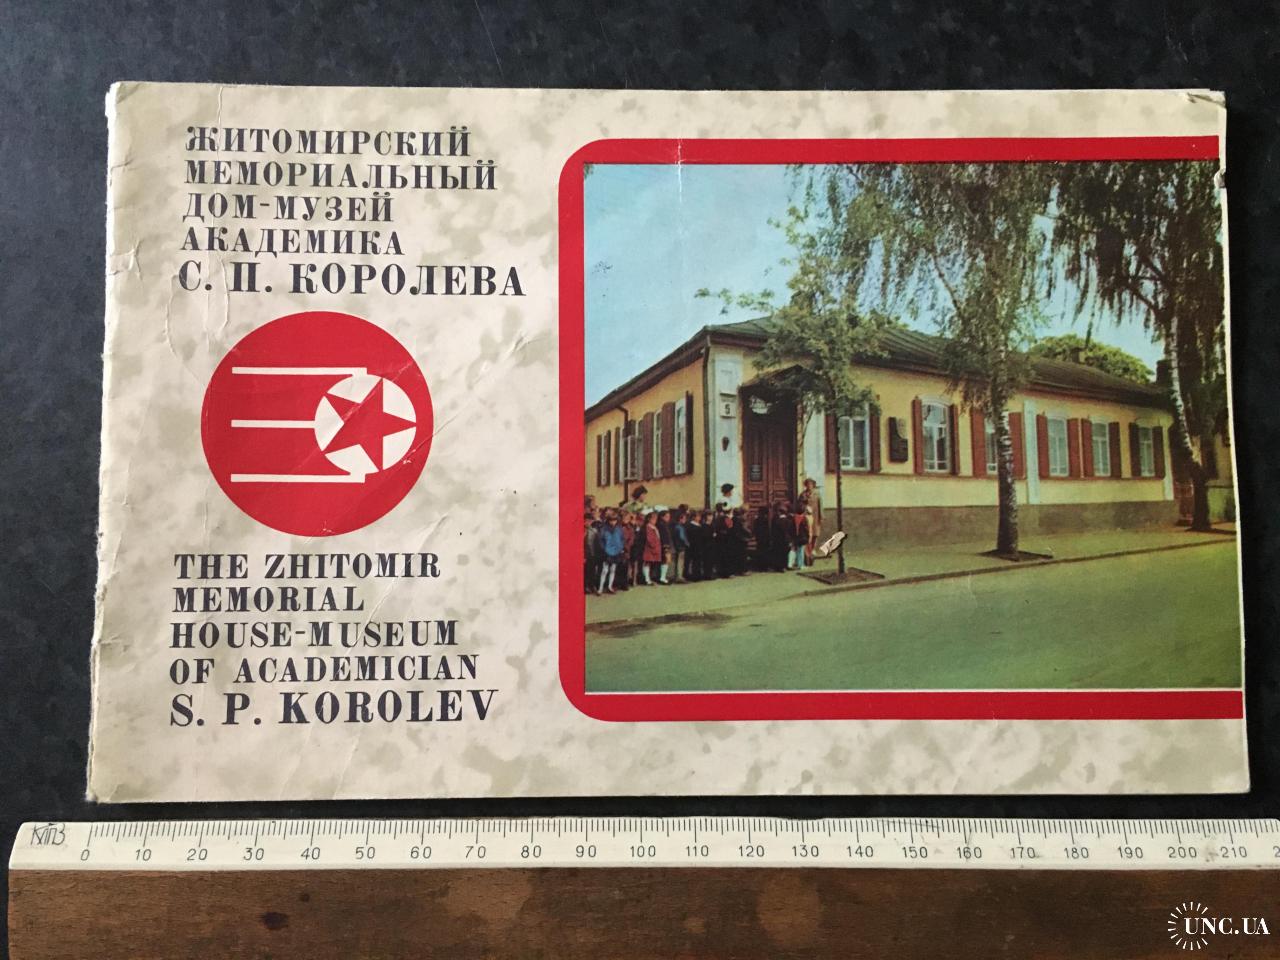 ЖИТОМИРСКИЙ
МЕМОРИАЛЬНЫЙ
ДОМ-МУЗЕЙ
АКАДЕМИКА
С. П. КОРОЛЕВА
THE ZHITOMIR
MEMORIAL
HOUSE-MUSEUM
OF ACADEMICIAN
S. P. KOROLEV
5
0 10 20 30 40 50 60 70 80 90 100 110 120 130 140 150 160 170 180 190 200 210
UNC.UA